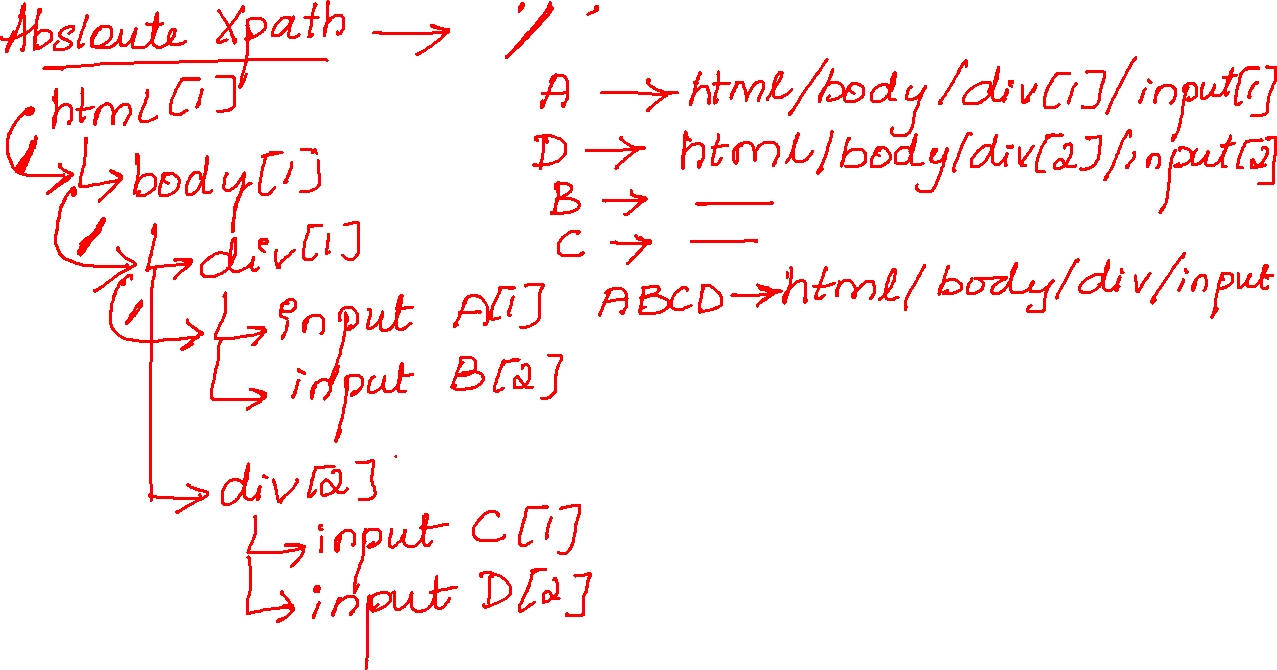 Absloute Xpath → '/'
html[1]
A → html/body/div[1]/input[1]
D → html/body/div[2]/input[2]
body[1]
B →
C →
div[1]
ABCD → html/body/div/input
input A[1]
input B[2]
div[2]
input C[1]
input D[2]